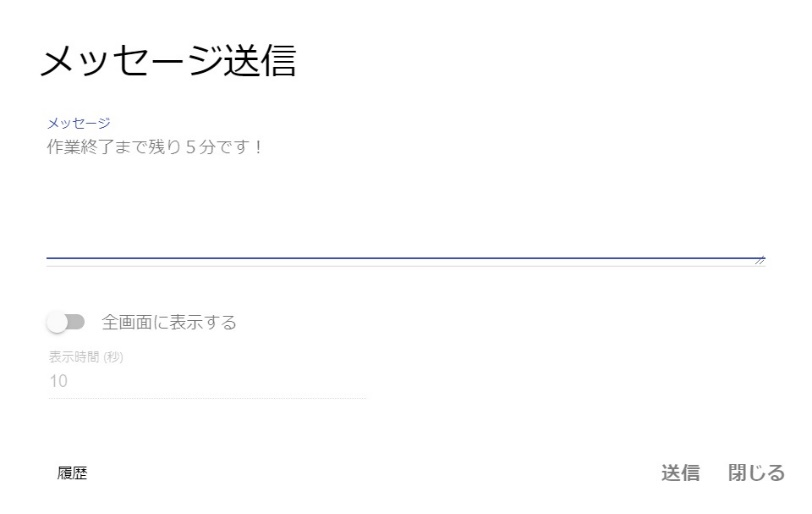 メッセージ送信
メッセージ
作業終了まで残り５分です！
全画面に表示する
表示時間 (秒)
10
履歴
送信 閉じる